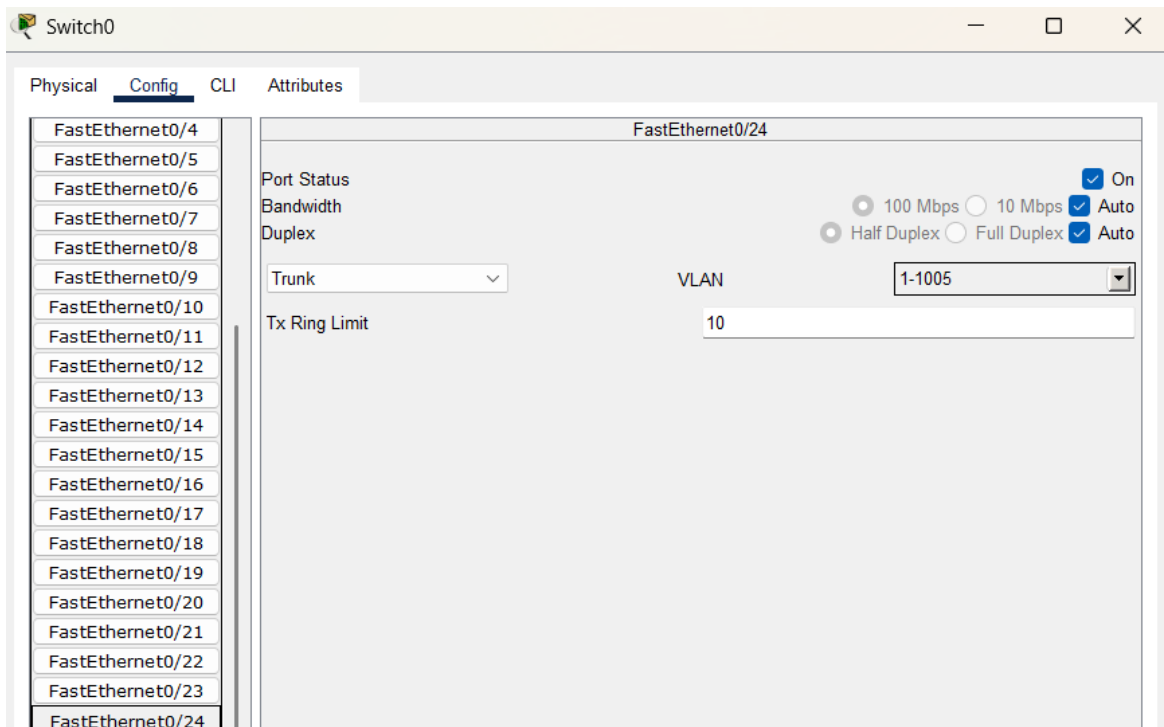 Switch0
Physical Config CLI Attributes
FastEthernet0/4
FastEthernet0/5
FastEthernet0/6
FastEthernet0/7
FastEthernet0/8
FastEthernet0/9
FastEthernet0/10
FastEthernet0/11
FastEthernet0/12
FastEthernet0/13
FastEthernet0/14
FastEthernet0/15
FastEthernet0/16
FastEthernet0/17
FastEthernet0/18
FastEthernet0/19
FastEthernet0/20
FastEthernet0/21
FastEthernet0/22
FastEthernet0/23
FastEthernet0/24
FastEthernet0/24
Port Status On
Bandwidth 100 Mbps 10 Mbps Auto
Duplex Half Duplex Full Duplex Auto
Trunk VLAN 1-1005
Tx Ring Limit 10